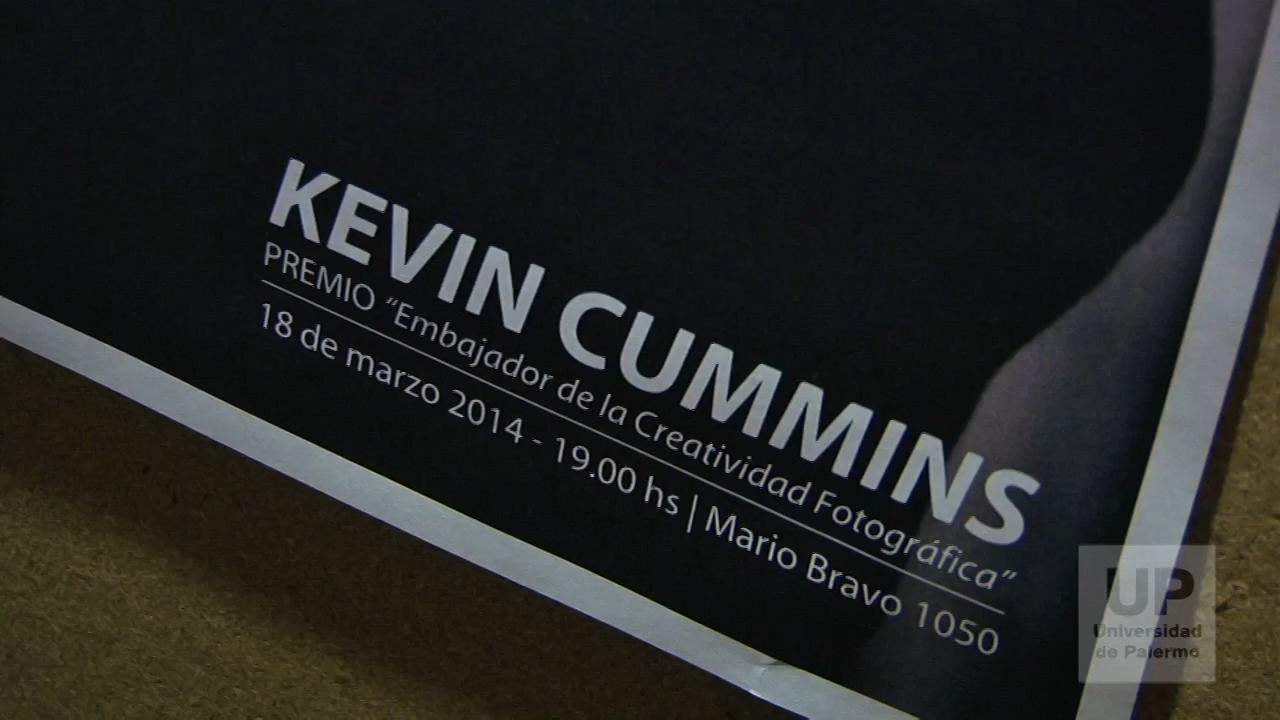 KEVIN CUMMINS
PREMIO “Embajador de la Creatividad Fotográfica”
18 de marzo 2014 - 19.00 hs | Mario Bravo 1050
UP
Universidad
de Palermo